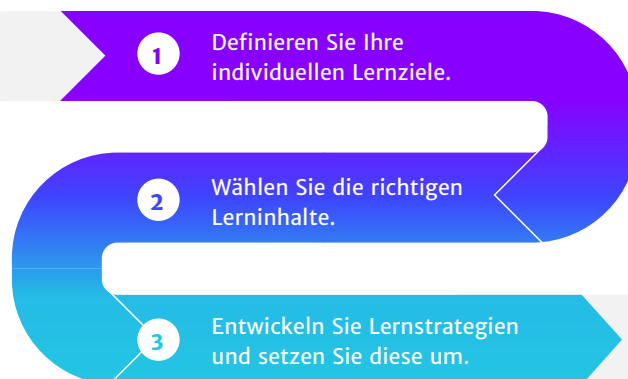 1
Definieren Sie Ihre
individuellen Lernziele.
2
Wählen Sie die richtigen
Lerninhalte.
3
Entwickeln Sie Lernstrategien
und setzen Sie diese um.